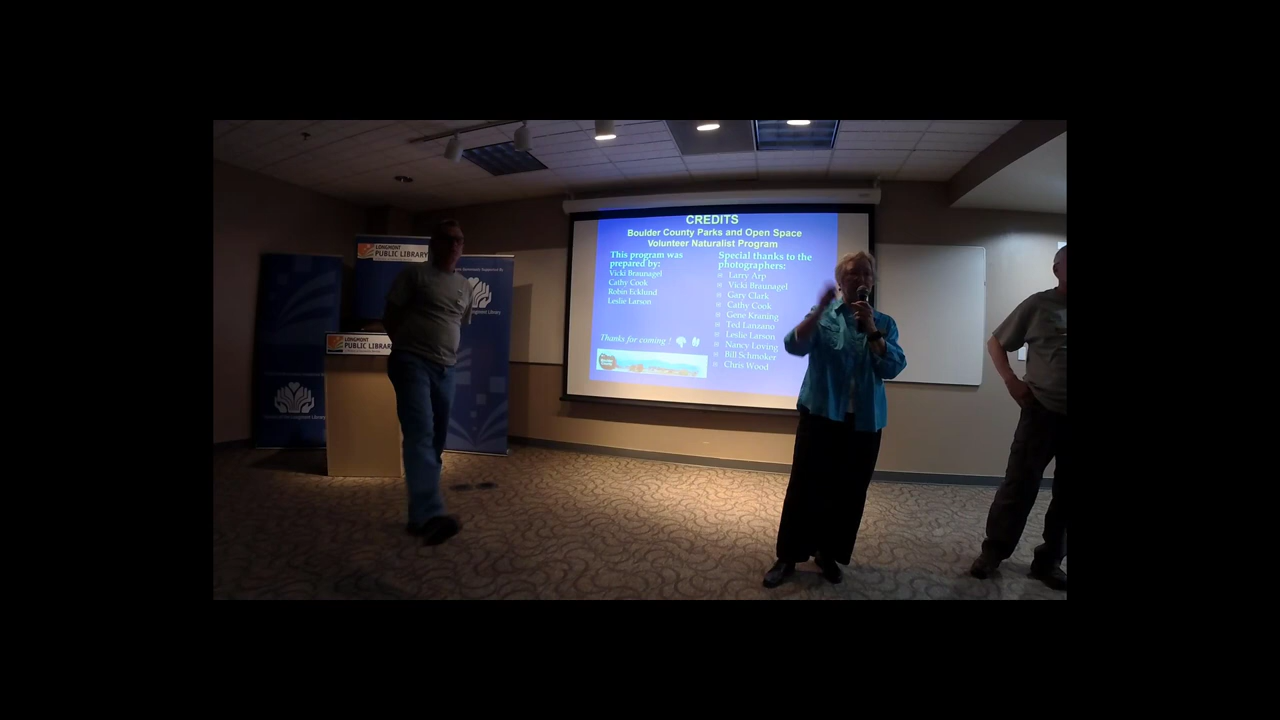 CREDITS
Boulder County Parks and Open Space
Volunteer Naturalist Program
This program was
prepared by:
Vicki Braunagel
Cathy Cook
Robin Ecklund
Leslie Larson
Thanks for coming !
Special thanks to the
photographers:
Larry Arp
Vicki Braunagel
Gary Clark
Cathy Cook
Gene Kraning
Ted Lanzano
Leslie Larson
Nancy Loving
Bill Schmoker
Chris Wood
LONGMONT
PUBLIC LIBRARY
LONGMONT
PUBLIC LIBRAR